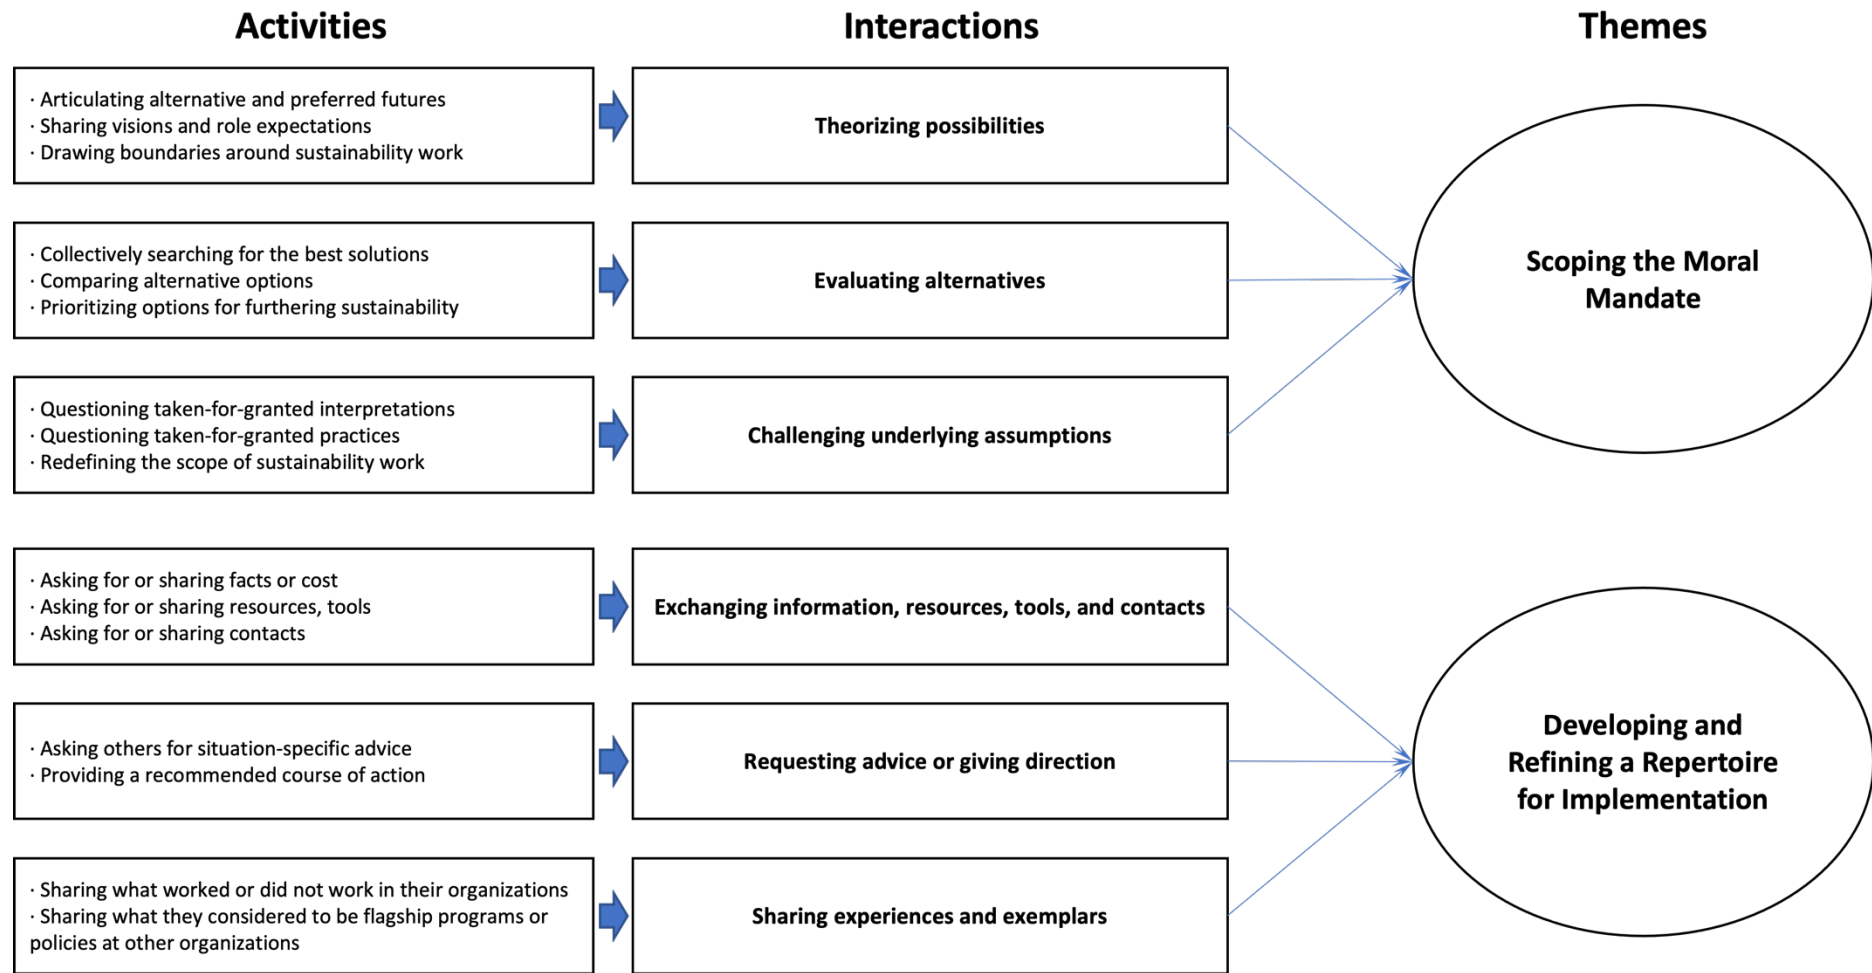 Activities
Interactions
Themes
· Articulating alternative and preferred futures
· Sharing visions and role expectations
· Drawing boundaries around sustainability work
Theorizing possibilities
· Collectively searching for the best solutions
· Comparing alternative options
· Prioritizing options for furthering sustainability
Evaluating alternatives
· Questioning taken-for-granted interpretations
· Questioning taken-for-granted practices
· Redefining the scope of sustainability work
Challenging underlying assumptions
Scoping the Moral
Mandate
· Asking for or sharing facts or cost
· Asking for or sharing resources, tools
· Asking for or sharing contacts
Exchanging information, resources, tools, and contacts
· Asking others for situation-specific advice
· Providing a recommended course of action
Requesting advice or giving direction
· Sharing what worked or did not work in their organizations
· Sharing what they considered to be flagship programs or
policies at other organizations
Sharing experiences and exemplars
Developing and
Refining a Repertoire
for Implementation